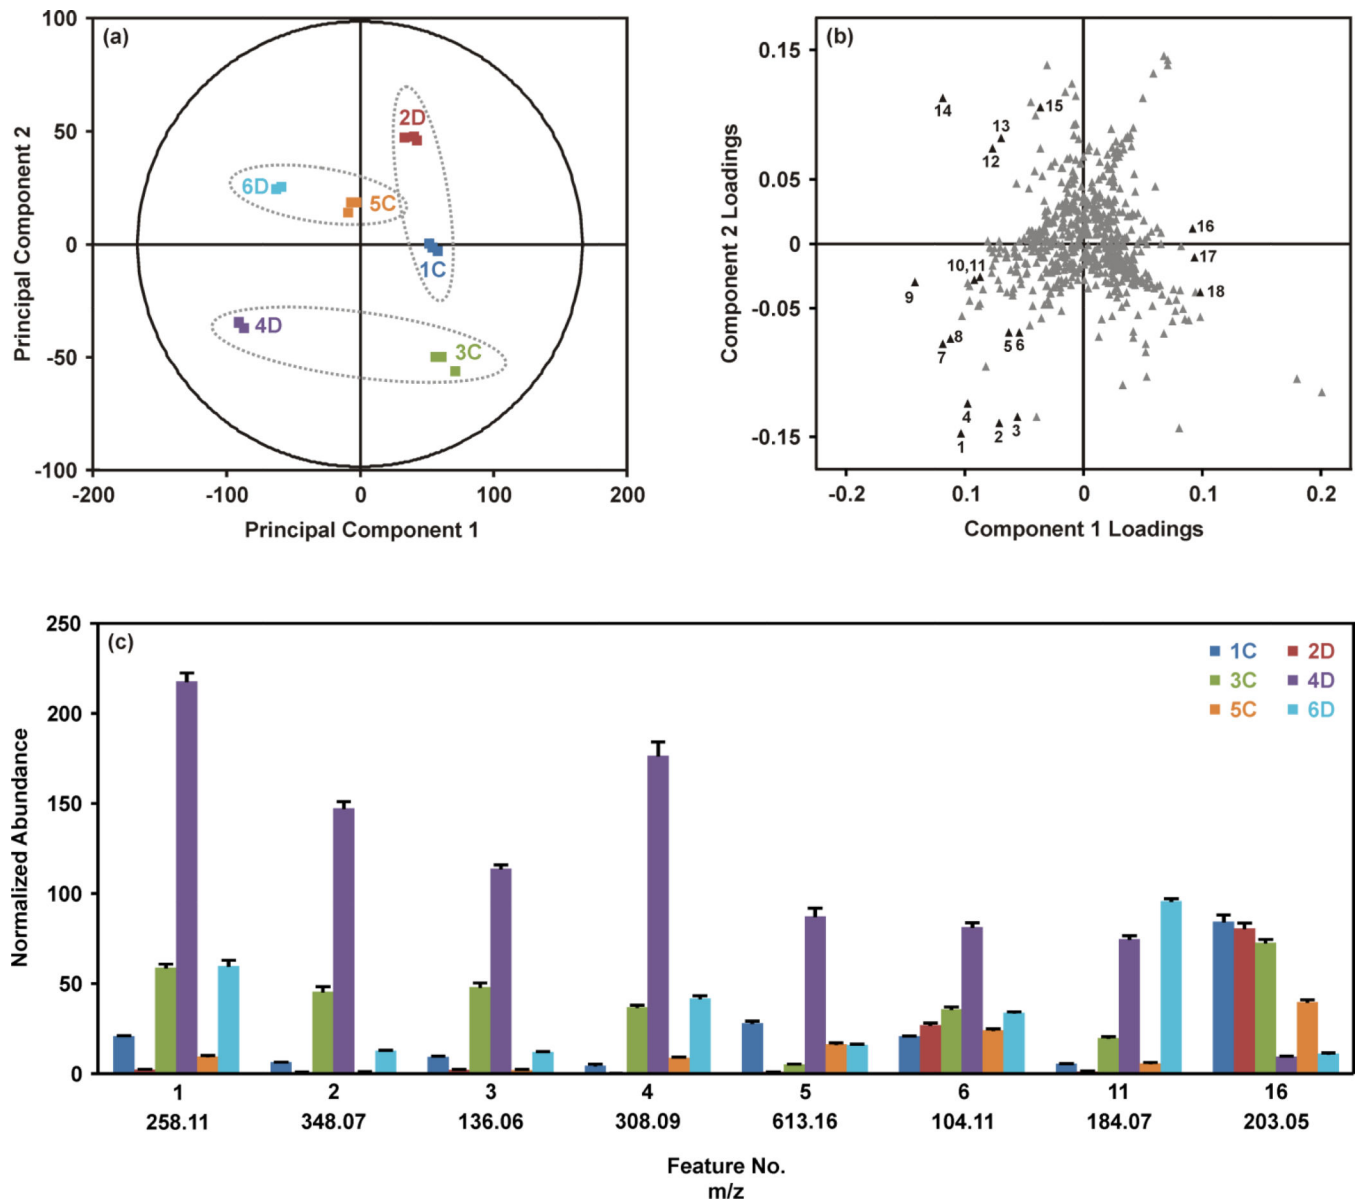 (a)
100
50
0
-50
-100
-200
-100
0
100
200
Principal Component 2
Principal Component 1
2D
6D
5C
1C
4D
3C
(b)
0.15
0.05
0
-0.05
-0.15
-0.2
0.1
0
0.1
0.2
Component 2 Loadings
Component 1 Loadings
14
15
13
12
16
17
18
10,11
9
8
7
5
6
4
1
2
3
(c)
250
200
150
100
50
0
Normalized Abundance
1C 2D
3C 4D
5C 6D
1 2 3 4 5 6 11 16
258.11 348.07 136.06 308.09 613.16 104.11 184.07 203.05
Feature No.
m/z